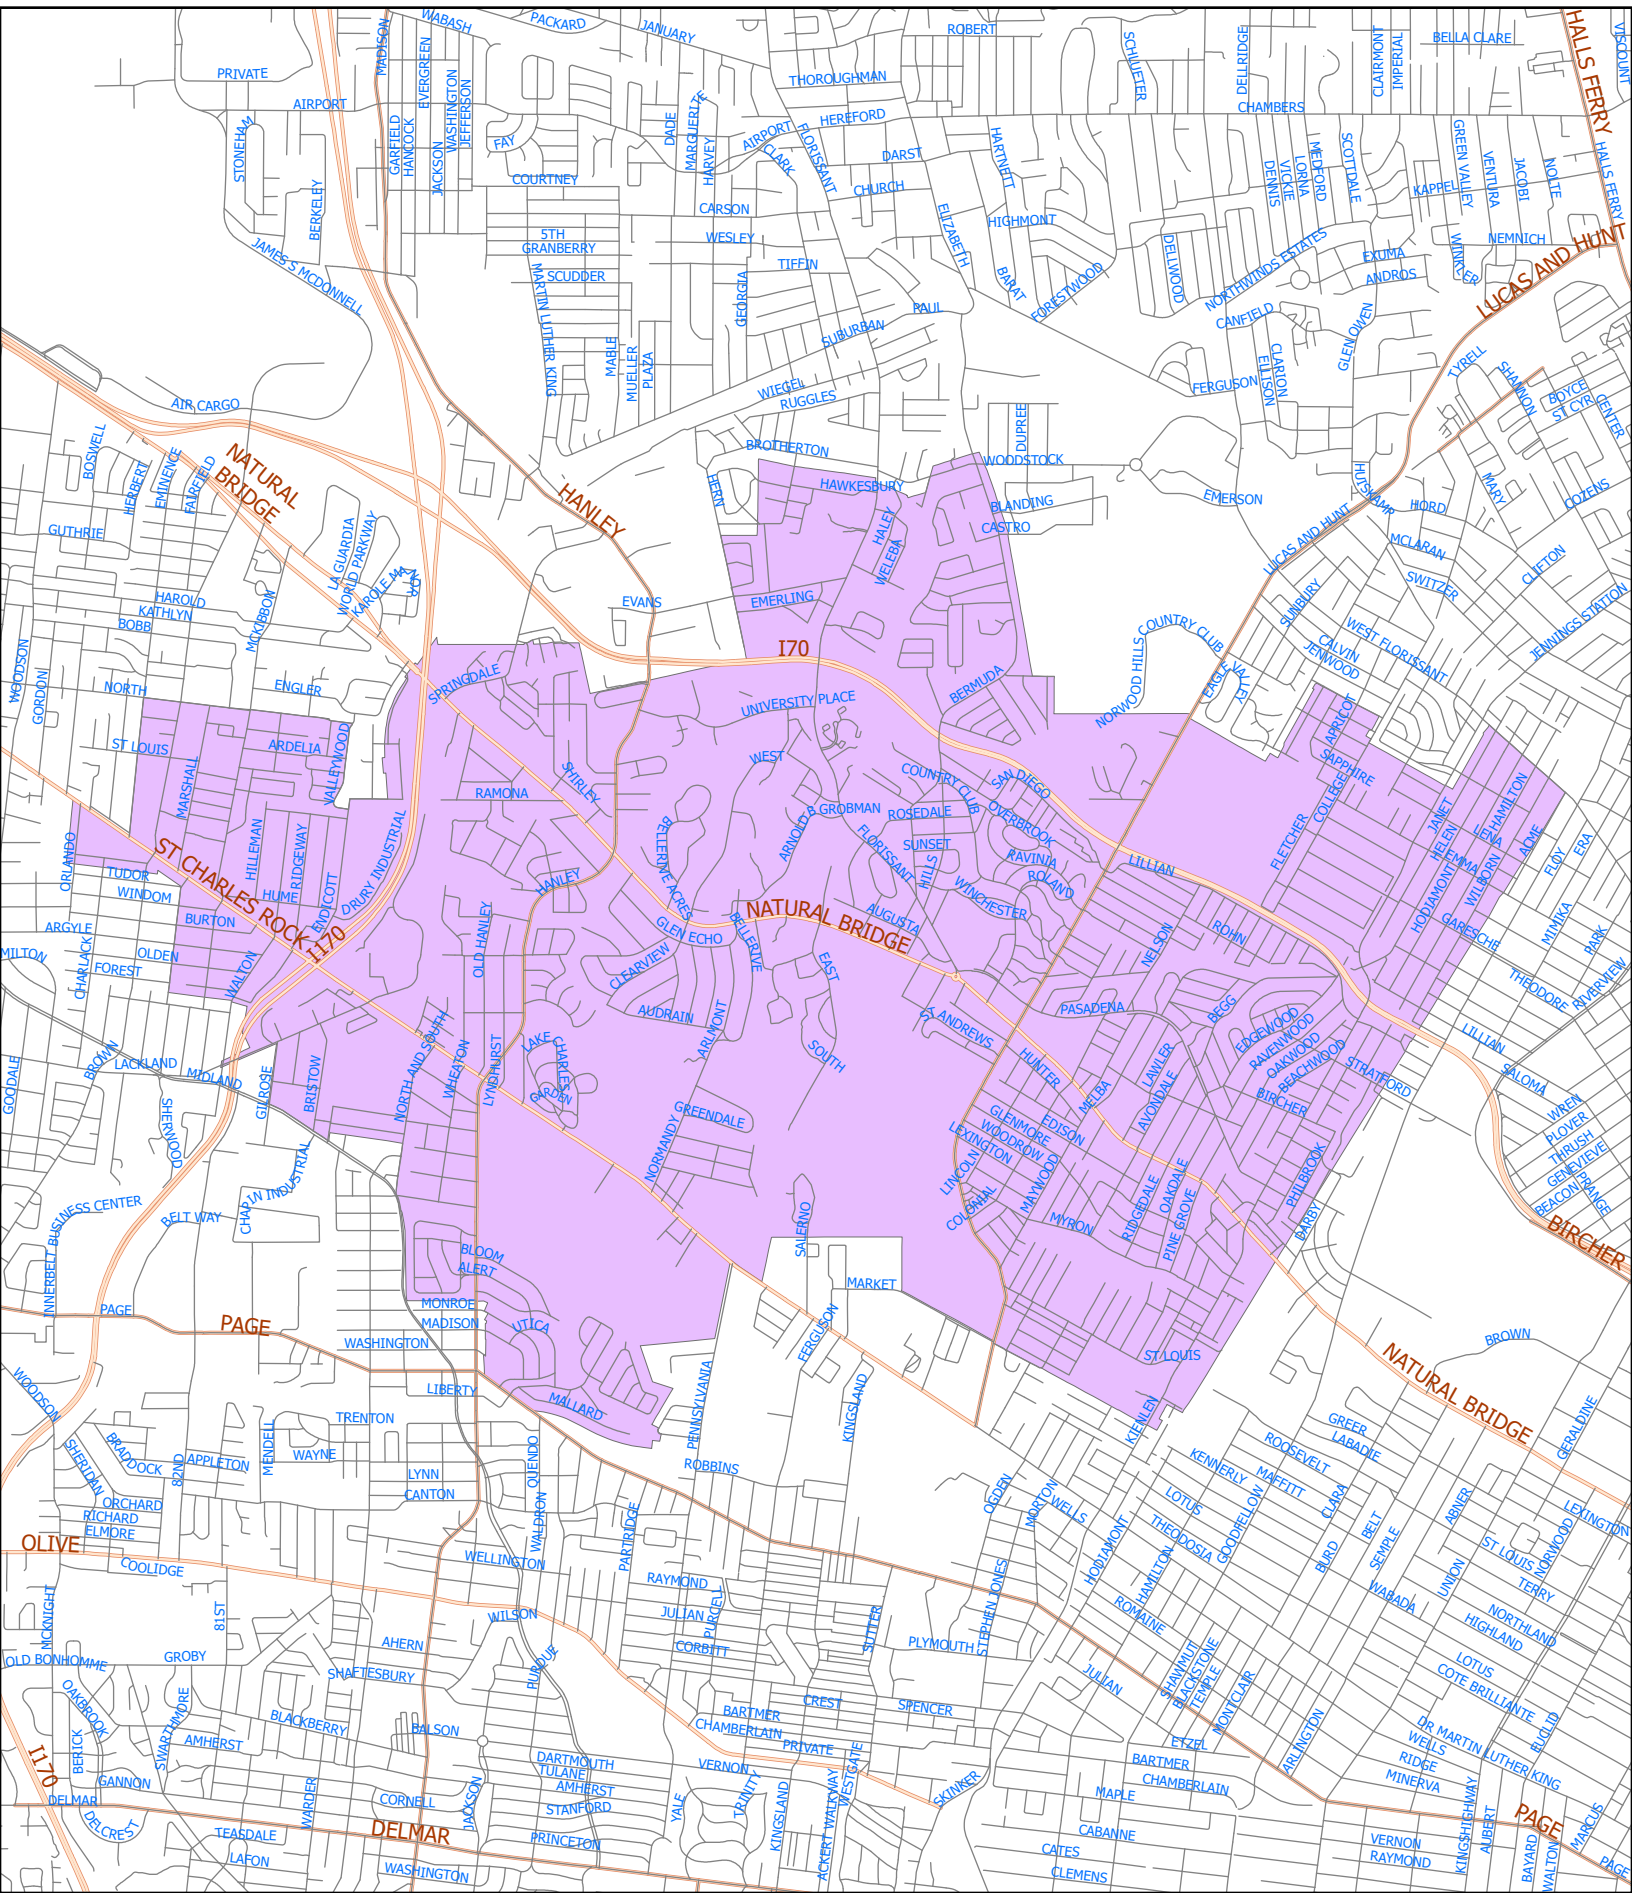 WABASH
PACKARD
JANUARY
ROBERT
BELLA CLARE
VISCOUNT
HALLS FERRY
MADISON
EVERGREEN
SCHLUETER
DELLRIDGE
CLAIRMONT
IMPERIAL
PRIVATE
THOROUGHMAN
AIRPORT
WASHINGTON
JEFFERSON
MARGUERITE
CHAMBERS
STONEHAM
GARFIELD
HANCOCK
JACKSON
FAY
DADE
HARVEY
AIRPORT
CLARK
FLORISSANT
HEREFORD
DARST
HARTNETT
CHURCH
COURTNEY
DENNIS
VICKIE
LORNA
MELFORD
SCOTTDALE
KAPPEL
GREEN VALLEY
VENTURA
JACOBI
NOLTE
HALLS FERRY
BERKELEY
CARSON
ELIZABETH
HIGHMONT
5TH
GRANBERRY
WESLEY
JAMES S MCDONNELL
MARTIN LUTHER KING
SCUDDER
TIFFIN
GEORGIA
BARAT
FORESTWOOD
DELLWOOD
NORTHWINDS ESTATES
EXUMA
ANDROS
WINKLER
NEMNICH
LUCAS AND HUNT
PAUL
SUBURBAN
CANFIELD
GLEN OWEN
MABLE
MUELLER
PLAZA
CLARION
ELLISON
FERGUSON
TYRELL
SHANNON
BOYCE
ST CYR
CENTER
AIR CARGO
WIEGEL
RUGGLES
DUPREE
BOSWELL
HERBERT
EMINENCE
FAIRFIELD
NATURAL
BRIDGE
BROTHERTON
WOODSTOCK
HANLEY
HERN
HAWKESBURY
BLANDING
CASTRO
EMERSON
HUISKAMP
HORD
MARY
COZENS
GUTHRIE
LA GUARDIA
WORLD PARKWAY
KAROLE MANOR
HALEY
WELEBA
LUCAS AND HUNT
MCLARAN
SWITZER
CLIFTON
HAROLD
KATHLYN
BOBB
MCKIBBON
EVANS
EMERLING
SUNBURY
JENNINGS STATION
I70
COUNTRY CLUB
NORWOOD HILLS
EAGLE VALLEY
CALVIN
JENWOOD
WEST FLORISSANT
WOODSON
GORDON
NORTH
ENGLER
SPRINGDALE
UNIVERSITY PLACE
BERMUDA
APRICOT
ST LOUIS
ARDELIA
VALLEYWOOD
MARSHALL
WEST
SHIRLEY
RAMONA
COUNTRY CLUB
SAN DIEGO
SAPPHIRE
COLLEGE
HAMILTON
ORLANDO
HILLEMAN
RIDGEWAY
DRURY INDUSTRIAL
BELLERIVE ACRES
ARNOLD B GROBMAN
ROSEDALE
OVERBROOK
SUNSET
FLORISSANT
HILLS
RAVINIA
ROLAND
LILLIAN
FLETCHER
JANET
HELEN
LENA
EMMA
WILBORN
ACME
FLOY
ERA
ST CHARLES ROCK
TUDOR
WINDOM
HUME
ENDICOTT
HANLEY
WINCHESTER
HODIAMONT
BURTON
OLD HANLEY
NATURAL BRIDGE
AUGUSTA
GLEN ECHO
BELLERIVE
ROHN
NELSON
GARESCHE
MIMIKA
PARK
ARGYLE
MILTON
CHARLACK
OLDEN
FOREST
WALTON
I170
CLEARVIEW
EAST
THEODORE
RIVERVIEW
AUDRAIN
ARLMONT
SOUTH
ST ANDREWS
PASADENA
BEGG
EDGEWOOD
RAVENWOOD
OAKWOOD
BEACHWOOD
BIRCHER
STRATFORD
LILLIAN
GOODALE
BROWN
LACKLAND
MIDLAND
GILROSE
BRISTOW
NORTH AND SOUTH
WHEATON
LYNDHURST
LAKE
CHARLES
GARDEN
HUNTER
LAWLER
AVONDALE
MELBA
EDISON
GLENMORE
WOODROW
LEXINGTON
LINCOLN
COLONIAL
MAYWOOD
MYRON
SALOMA
WREN
PLOVER
THRUSH
GENEVIEVE
BEACON
PRANGE
BIRCHER
SHERWOOD
GREENDALE
NORMANDY
RIDGEDALE
OAKDALE
PINE GROVE
PHILBROOK
DARBY
CHAPIN INDUSTRIAL
BELT WAY
INNERBELT BUSINESS CENTER
SALERNO
BLOOM
ALERT
MARKET
PAGE
PAGE
MONROE
MADISON
WASHINGTON
UTICA
FERGUSON
ST LOUIS
BROWN
NATURAL BRIDGE
WOODSON
LIBERTY
MALLARD
PENNSYLVANIA
KINGSLAND
KIENLEN
GREER
LABADIE
GERALDINE
TRENTON
WAYNE
MENDELL
SHERIDAN
BRADDOCK
82ND
APPLETON
LYNN
CANTON
QUENDO
ROBBINS
KENNERLY
ROOSEVELT
MAFFITT
ORCHARD
RICHARD
ELMORE
WALDRON
PARTRIDGE
OGDEN
MORTON
WELLS
LOTUS
THEODOSIA
GOODFELLOW
CLARA
BELT
SEMPLE
ABNER
LEXINGTON
NORWOOD
OLIVE
COOLIDGE
WELLINGTON
HODIAMONT
HAMILTON
BURD
ST LOUIS
TERRY
UNION
WABADA
MCKNIGHT
81ST
WILSON
RAYMOND
PURCELL
JULIAN
CORBITT
SUTTER
PLYMOUTH
STEPHEN JONES
ROMAINE
NORTHLAND
HIGHLAND
OLD BONHOMME
GROBY
AHERN
SHAFTESBURY
PURDUE
JULIAN
SHAWMUT
BLACKSTONE
TEMPLE
MONTCLAIR
LOTUS
COTE BRILLIANTE
OAKBROOK
SWARTHMORE
BLACKBERRY
BALSON
BARTMER
CHAMBERLAIN
CREST
SPENCER
PRIVATE
ETZEL
ARLINGTON
EUCLID
DR MARTIN LUTHER KING
WELLS
RIDGE
MINERVA
I170
BERICK
AMHERST
GANNON
DELMAR
DELCREST
WARDER
CORNELL
JACKSON
DARTMOUTH
TULANE
AMHERST
STANFORD
VERNON
YALE
TRINITY
KINGSLAND
ACKERT WALKWAY
WESTGATE
SKINKER
BARTMER
CHAMBERLAIN
MAPLE
TEASDALE
LAFON
DELMAR
WASHINGTON
PRINCETON
CABANNE
CATES
CLEMENS
VERNON
RAYMOND
KINGSHIGHWAY
AUBERT
BAYARD
WALTON
PAGE
MARCUS
PAGE